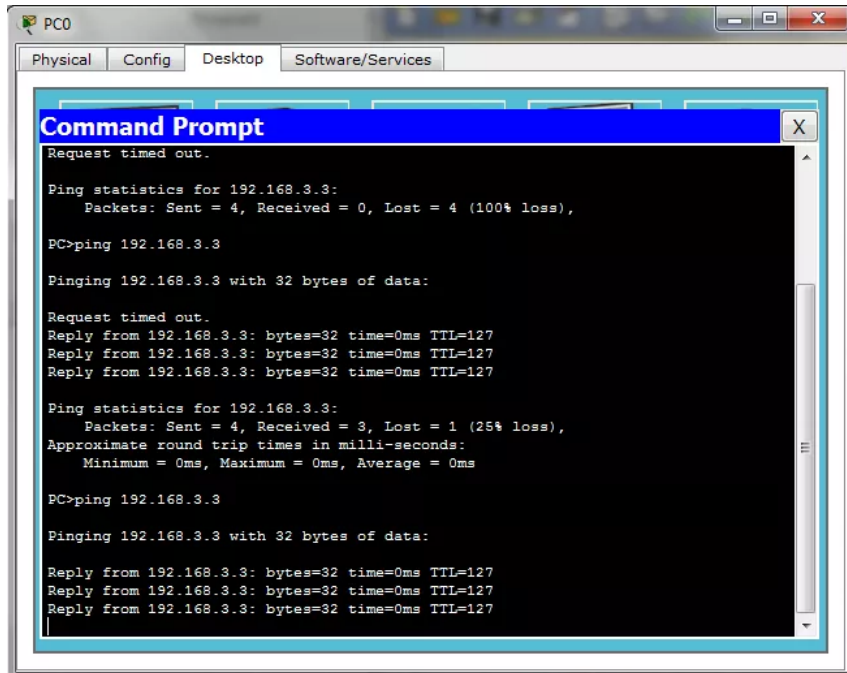 PC0
Physical Config Desktop Software/Services
Command Prompt
X
Request timed out.
Ping statistics for 192.168.3.3:
Packets: Sent = 4, Received = 0, Lost = 4 (100% loss),
PC>ping 192.168.3.3
Pinging 192.168.3.3 with 32 bytes of data:
Request timed out.
Reply from 192.168.3.3: bytes=32 time=0ms TTL=127
Reply from 192.168.3.3: bytes=32 time=0ms TTL=127
Reply from 192.168.3.3: bytes=32 time=0ms TTL=127
Ping statistics for 192.168.3.3:
Packets: Sent = 4, Received = 3, Lost = 1 (25% loss),
Approximate round trip times in milli-seconds:
Minimum = 0ms, Maximum = 0ms, Average = 0ms
PC>ping 192.168.3.3
Pinging 192.168.3.3 with 32 bytes of data:
Reply from 192.168.3.3: bytes=32 time=0ms TTL=127
Reply from 192.168.3.3: bytes=32 time=0ms TTL=127
Reply from 192.168.3.3: bytes=32 time=0ms TTL=127